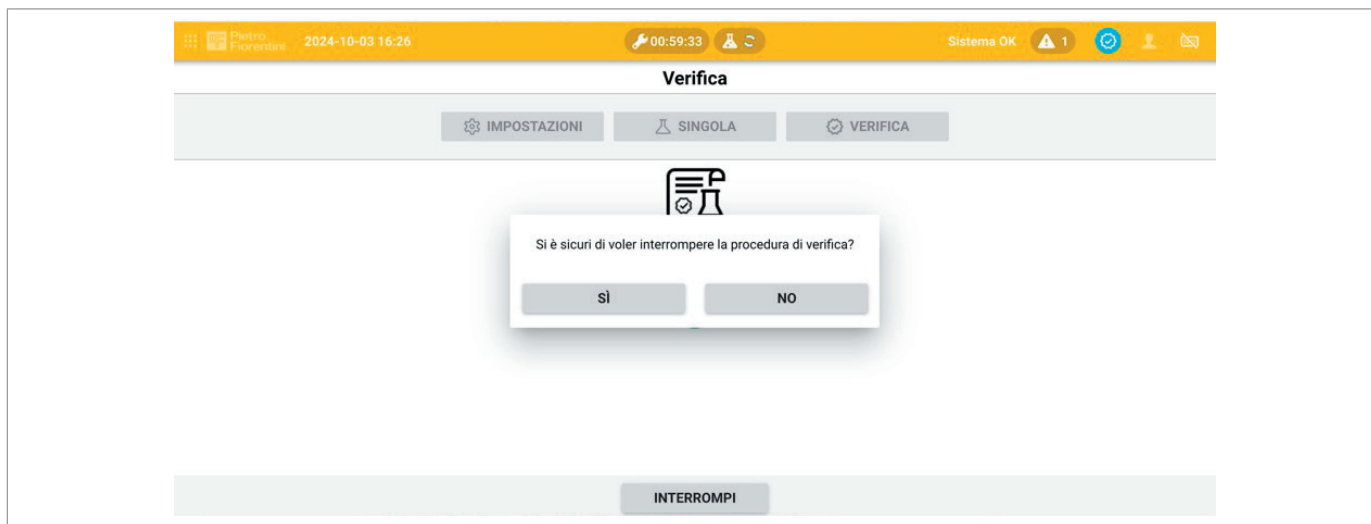 Pietro
Fiorentini
2024-10-03 16:26
00:59:33
Sistema OK
1
Verifica
IMPOSTAZIONI
SINGOLA
VERIFICA
Si è sicuri di voler interrompere la procedura di verifica?
SÌ
NO
INTERROMPI